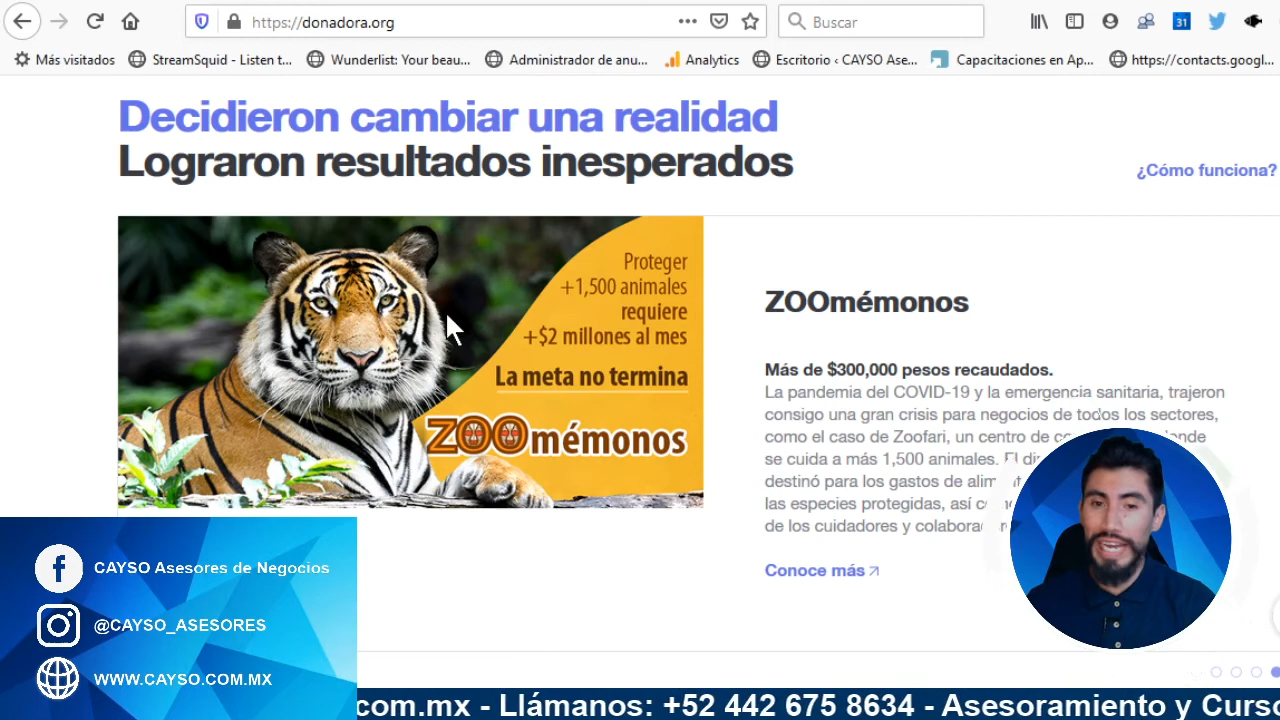 https://donadora.org
Buscar
31
Más visitados
StreamSquid - Listen t...
Wunderlist: Your beau...
Administrador de anu...
Analytics
Escritorio ‹ CAYSO Ase...
Capacitaciones en Ap...
https://contacts.googl...
Decidieron cambiar una realidad
Lograron resultados inesperados
¿Cómo funciona?
Proteger
+1,500 animales
requiere
+$2 millones al mes
La meta no termina
ZOOmémonos
ZOOmémonos
Más de $300,000 pesos recaudados.
La pandemia del COVID-19 y la emergencia sanitaria, trajeron
consigo una gran crisis para negocios de todos los sectores,
como el caso de Zoofari, un centro de
se cuida a más 1,500 animales. El
destinó para los gastos de
las especies protegidas, así
de los cuidadores y
Conoce más
CAYSO Asesores de Negocios
@CAYSO_ASESORES
WWW.CAYSO.COM.MX
com.mx - Llámanos: +52 442 675 8634 - Asesoramiento y Curso